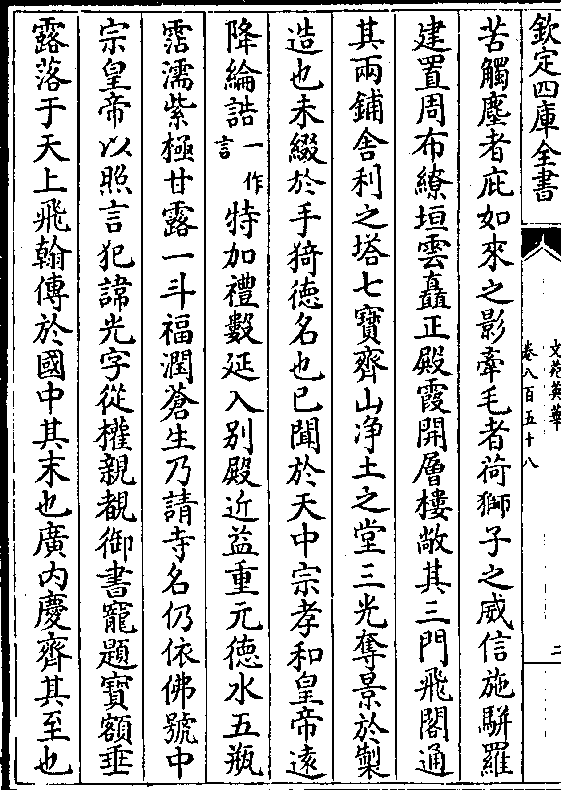 欽定四庫全書
文苑英華
卷八百五十八
二
苦觸塵者庇如來之影牽毛者荷獅子之威信施駢羅
建置周布繚垣雲矗正殿霞開層樓敞其三門飛閣通
其兩鋪舍利之塔七寶齊山净土之堂三光奪景於製
造也未綴於手猗徳名也已聞於天中宗孝和皇帝遠
降綸誥一作言特加禮數延入别殿近益重元徳水五瓶
霑濡紫極甘露一斗福潤蒼生乃請寺名仍依佛號中
宗皇帝以照言犯諱光字從權親覩御書寵題寳額垂
露落于天上飛翰傳於國中其末也廣内慶齊其至也